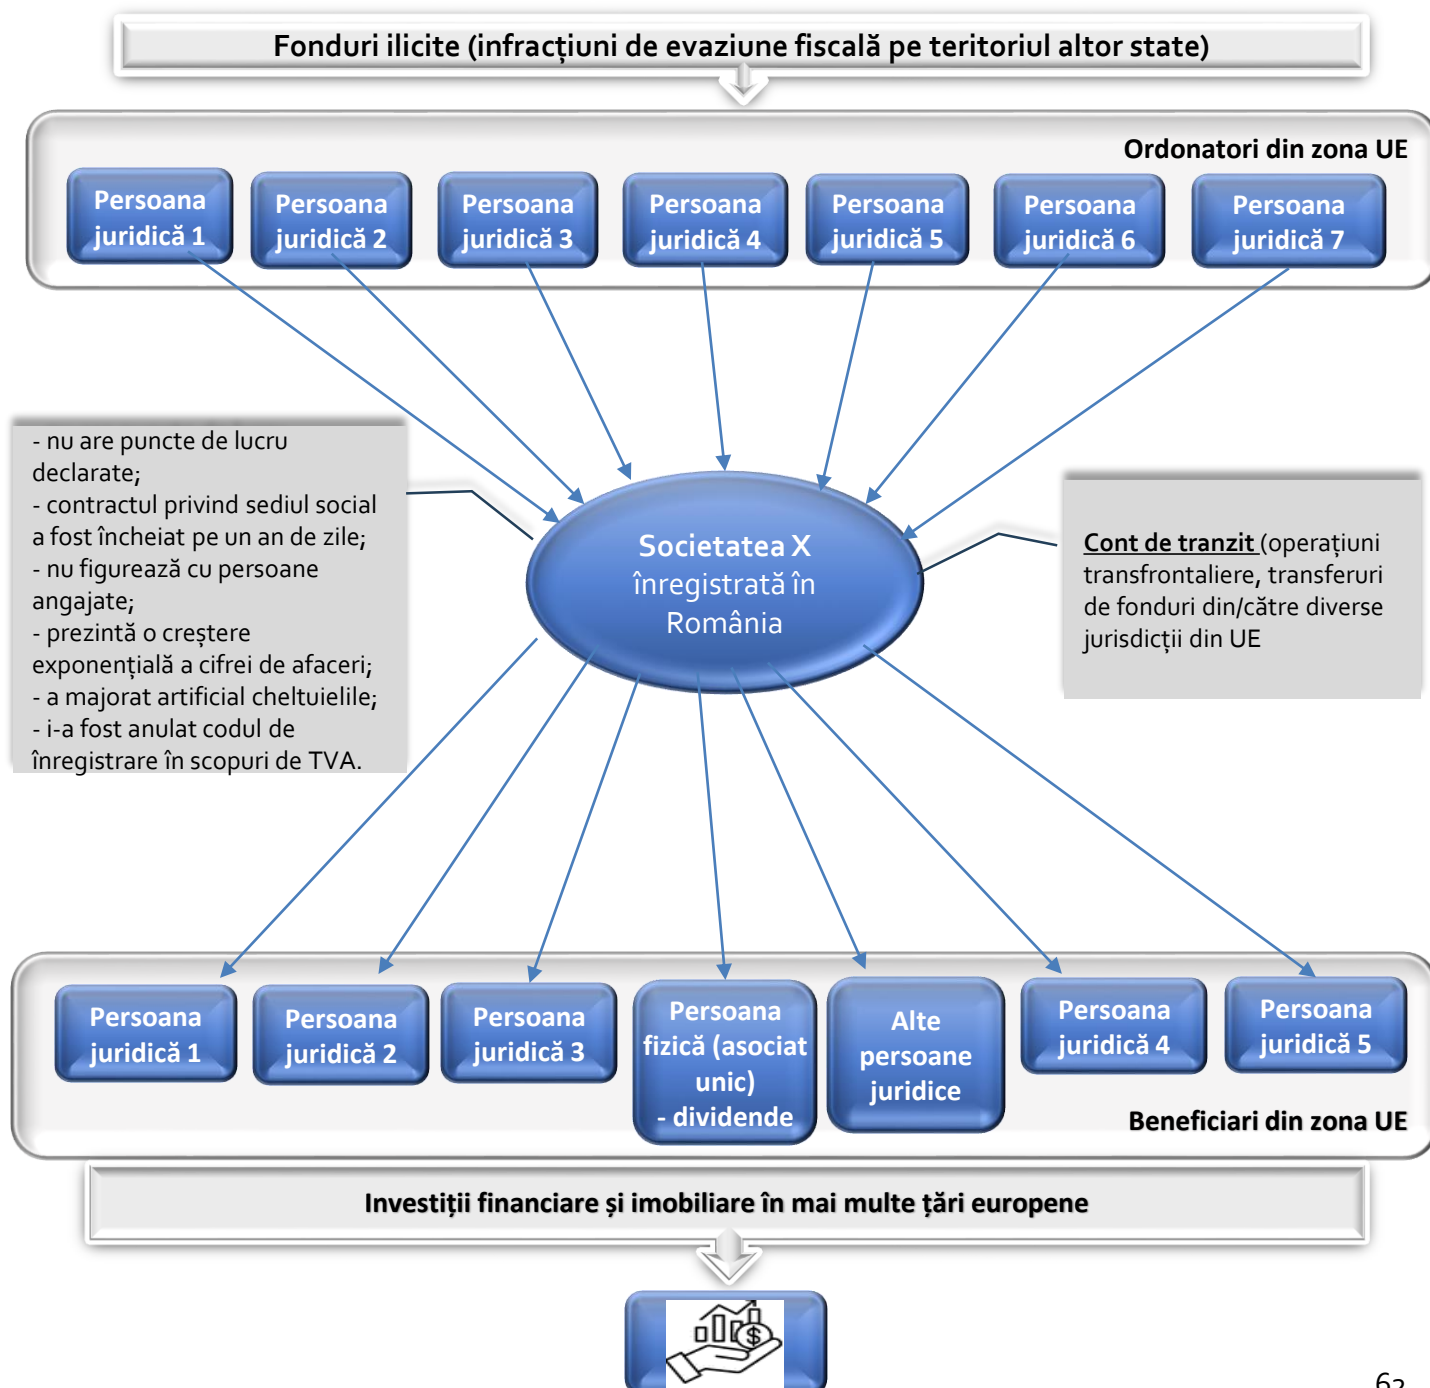 Fonduri ilicite (infracțiuni de evaziune fiscală pe teritoriul altor state)
Ordonatori din zona UE
Persoana
juridică 1
Persoana
juridică 2
Persoana
juridică 3
Persoana
juridică 4
Persoana
juridică 5
Persoana
juridică 6
Persoana
juridică 7
- nu are puncte de lucru
declarate;
- contractul privind sediul social
a fost încheiat pe un an de zile;
- nu figurează cu persoane
angajate;
- prezintă o creștere
exponențială a cifrei de afaceri;
- a majorat artificial cheltuielile;
- i-a fost anulat codul de
înregistrare în scopuri de TVA.
Societatea X
înregistrată în
România
Cont de tranzit (operațiuni
transfrontaliere, transferuri
de fonduri din/către diverse
jurisdicții din UE
Persoana
juridică 1
Persoana
juridică 2
Persoana
juridică 3
Persoana
fizică (asociat
unic)
- dividende
Alte
persoane
juridice
Persoana
juridică 4
Persoana
juridică 5
Beneficiari din zona UE
Investiții financiare și imobiliare în mai multe țări europene
$